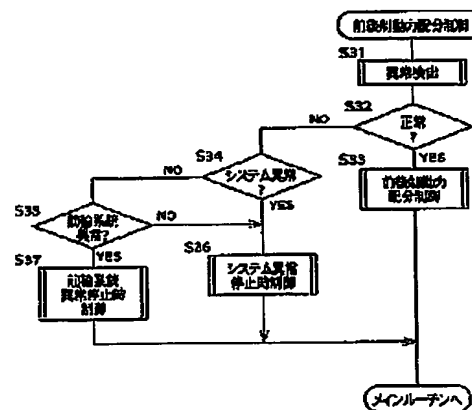 前後制動力配分制御
S31
異常検出
S32
NO
正常
?
YES
S33
前後制動力
配分制御
S34
NO
システム異常
?
YES
S35
前輪系統
異常?
NO
YES
S36
システム異常
停止時制御
S37
前輪系統
異常停止時
制御
メインルーチンへ